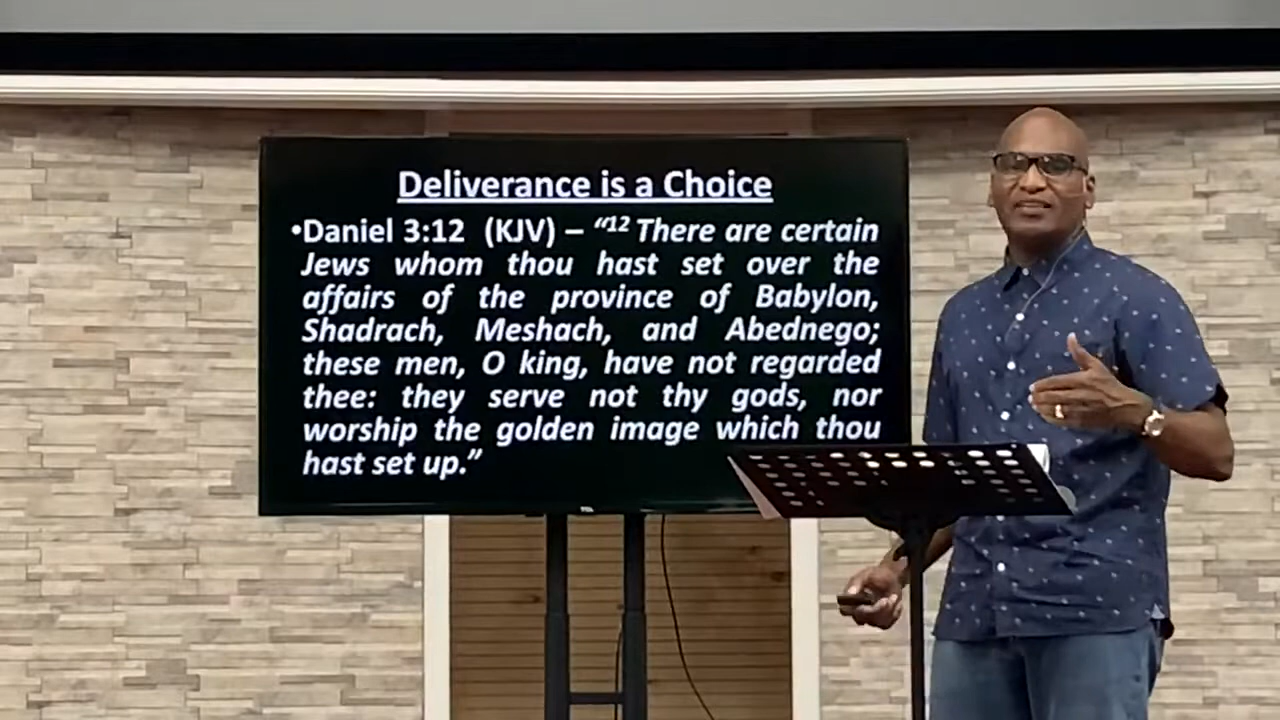 Deliverance is a Choice
•Daniel 3:12 (KJV) – “12 There are certain
Jews whom thou hast set over the
affairs of the province of Babylon,
Shadrach, Meshach, and Abednego;
these men, O king, have not regarded
thee: they serve not thy gods, nor
worship the golden image which thou
hast set up.”